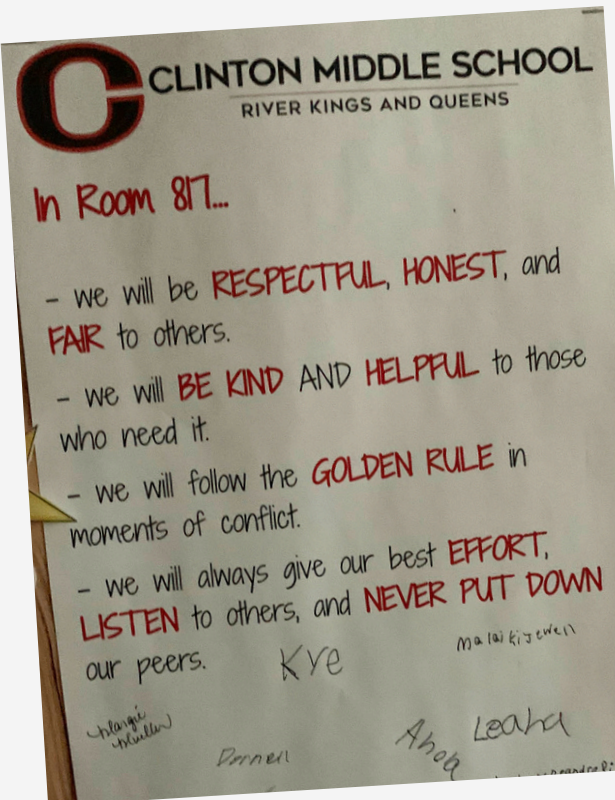 C CLINTON MIDDLE SCHOOL
RIVER KINGS AND QUEENS
In Room 817...
- we will be RESPECTFUL, HONEST, and
FAIR to others.
- we will BE KIND AND HELPFUL to those
who need it.
- we will follow the GOLDEN RULE in
moments of conflict.
- we will always give our best EFFORT,
LISTEN to others, and NEVER PUT DOWN
our peers.
Kye
Margie
Darnell
Leaha